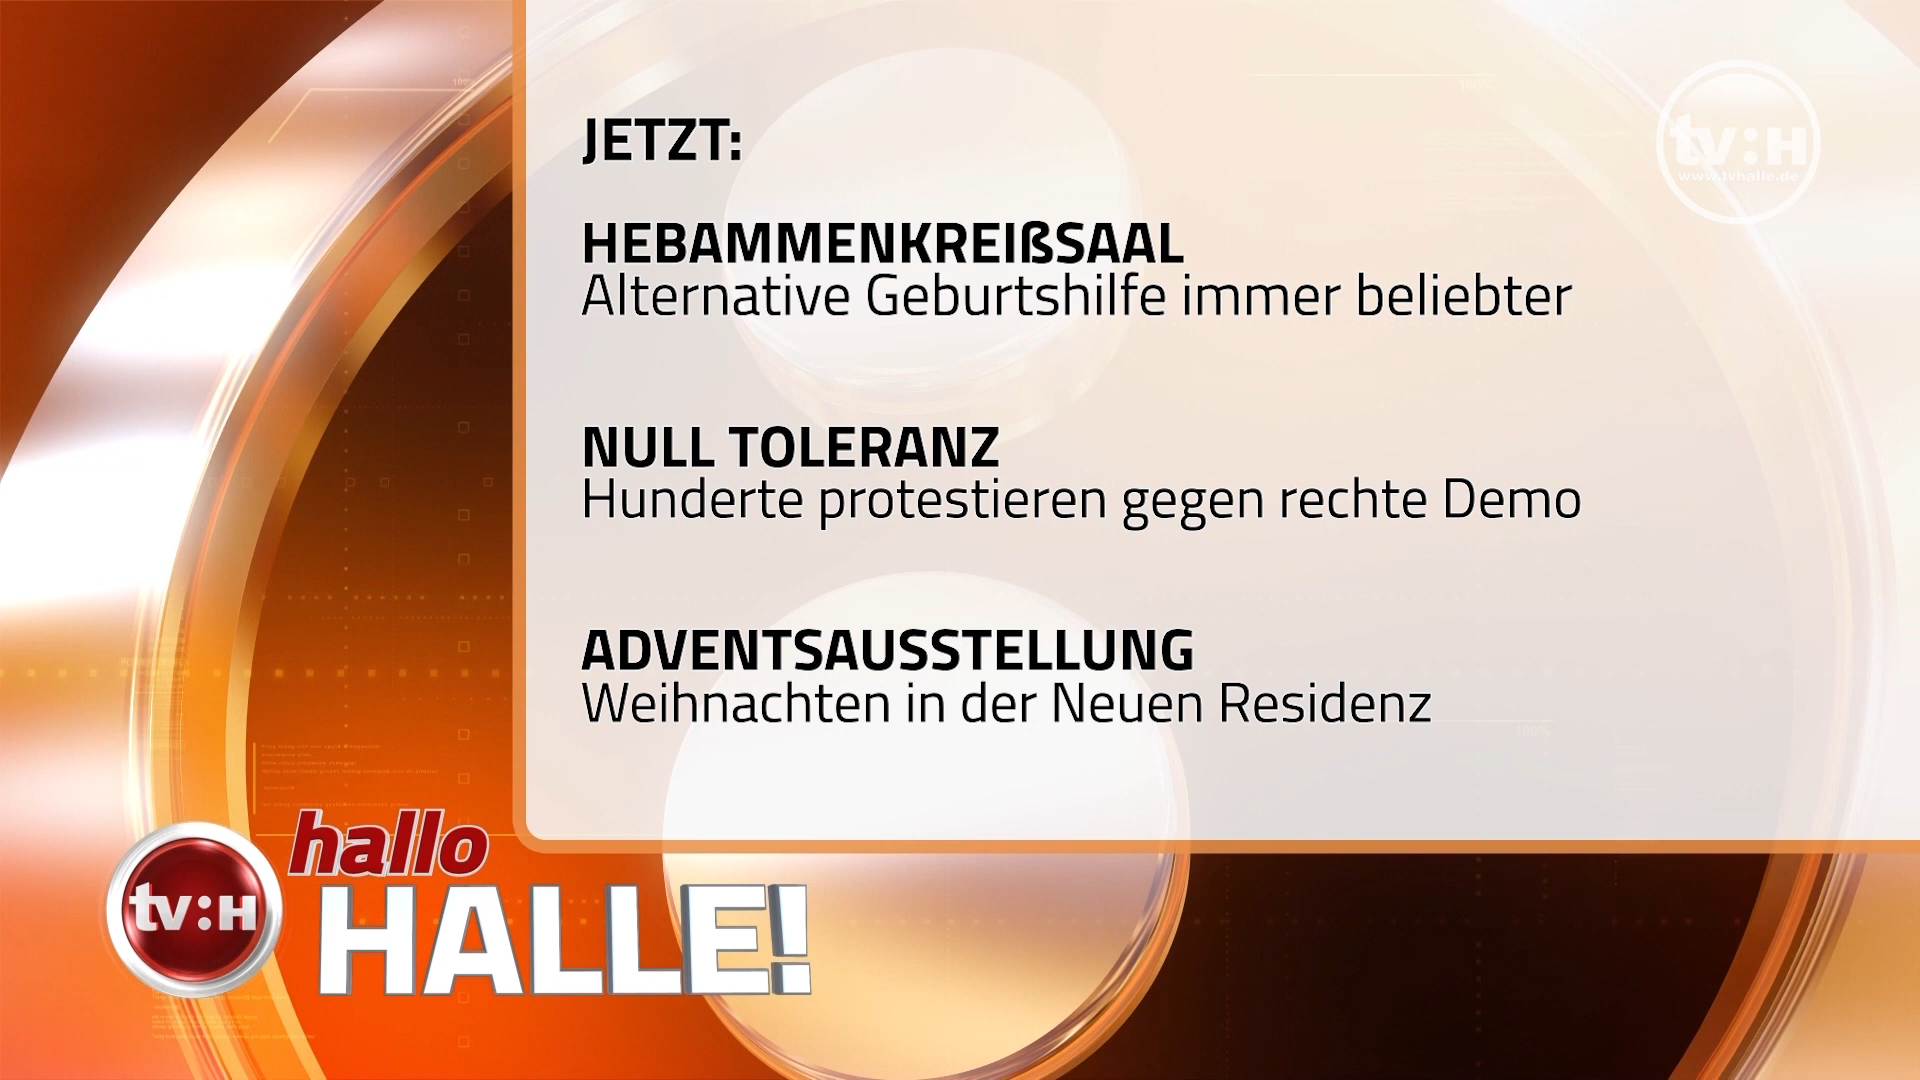 JETZT:
tv:H
www.tvhalle.de
HEBAMMENKREIßSAAL
Alternative Geburtshilfe immer beliebter
NULL TOLERANZ
Hunderte protestieren gegen rechte Demo
ADVENTSAUSSTELLUNG
Weihnachten in der Neuen Residenz
hallo
tv:H
HALLE!